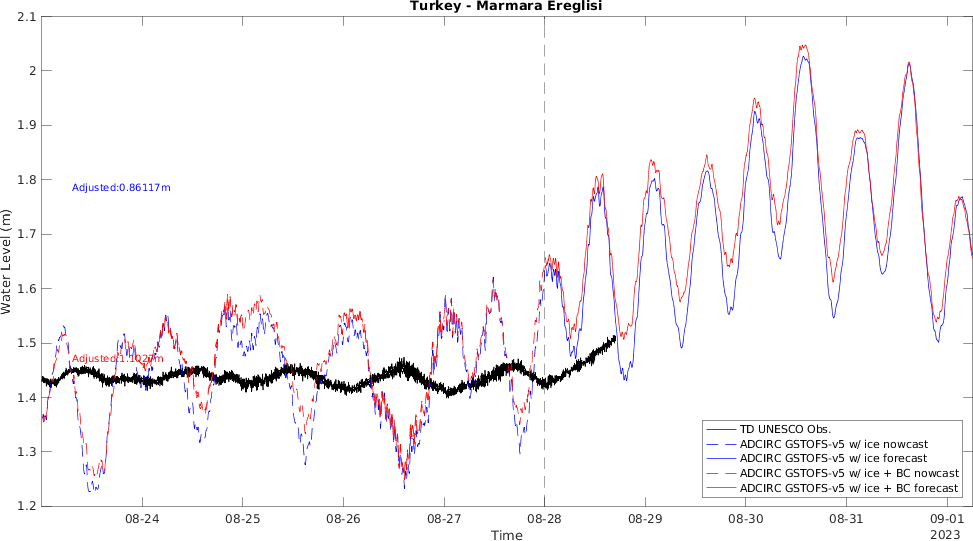 Turkey - Marmara Ereglisi
2.1
2
1.9
1.8
1.7
1.6
1.5
1.4
1.3
1.2
Water Level (m)
Adjusted:0.86117m
Adjusted:1.1027m
TD UNESCO Obs.
ADCIRC GSTOFS-v5 w/ ice nowcast
ADCIRC GSTOFS-v5 w/ ice forecast
ADCIRC GSTOFS-v5 w/ ice + BC nowcast
ADCIRC GSTOFS-v5 w/ ice + BC forecast
08-24 08-25 08-26 08-27 08-28 08-29 08-30 08-31 09-01
Time
2023